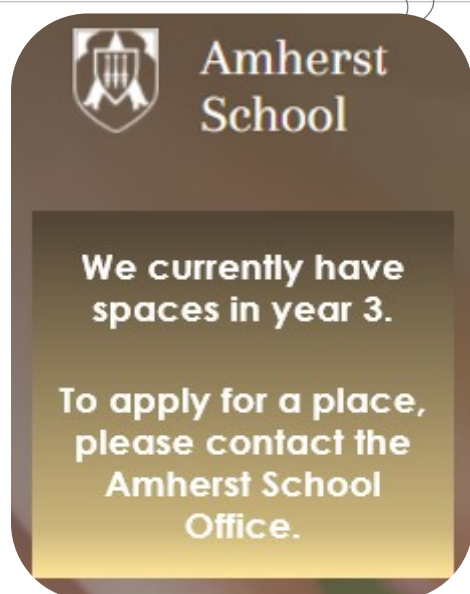 Amherst
School
We currently have
spaces in year 3.
To apply for a place,
please contact the
Amherst School
Office.